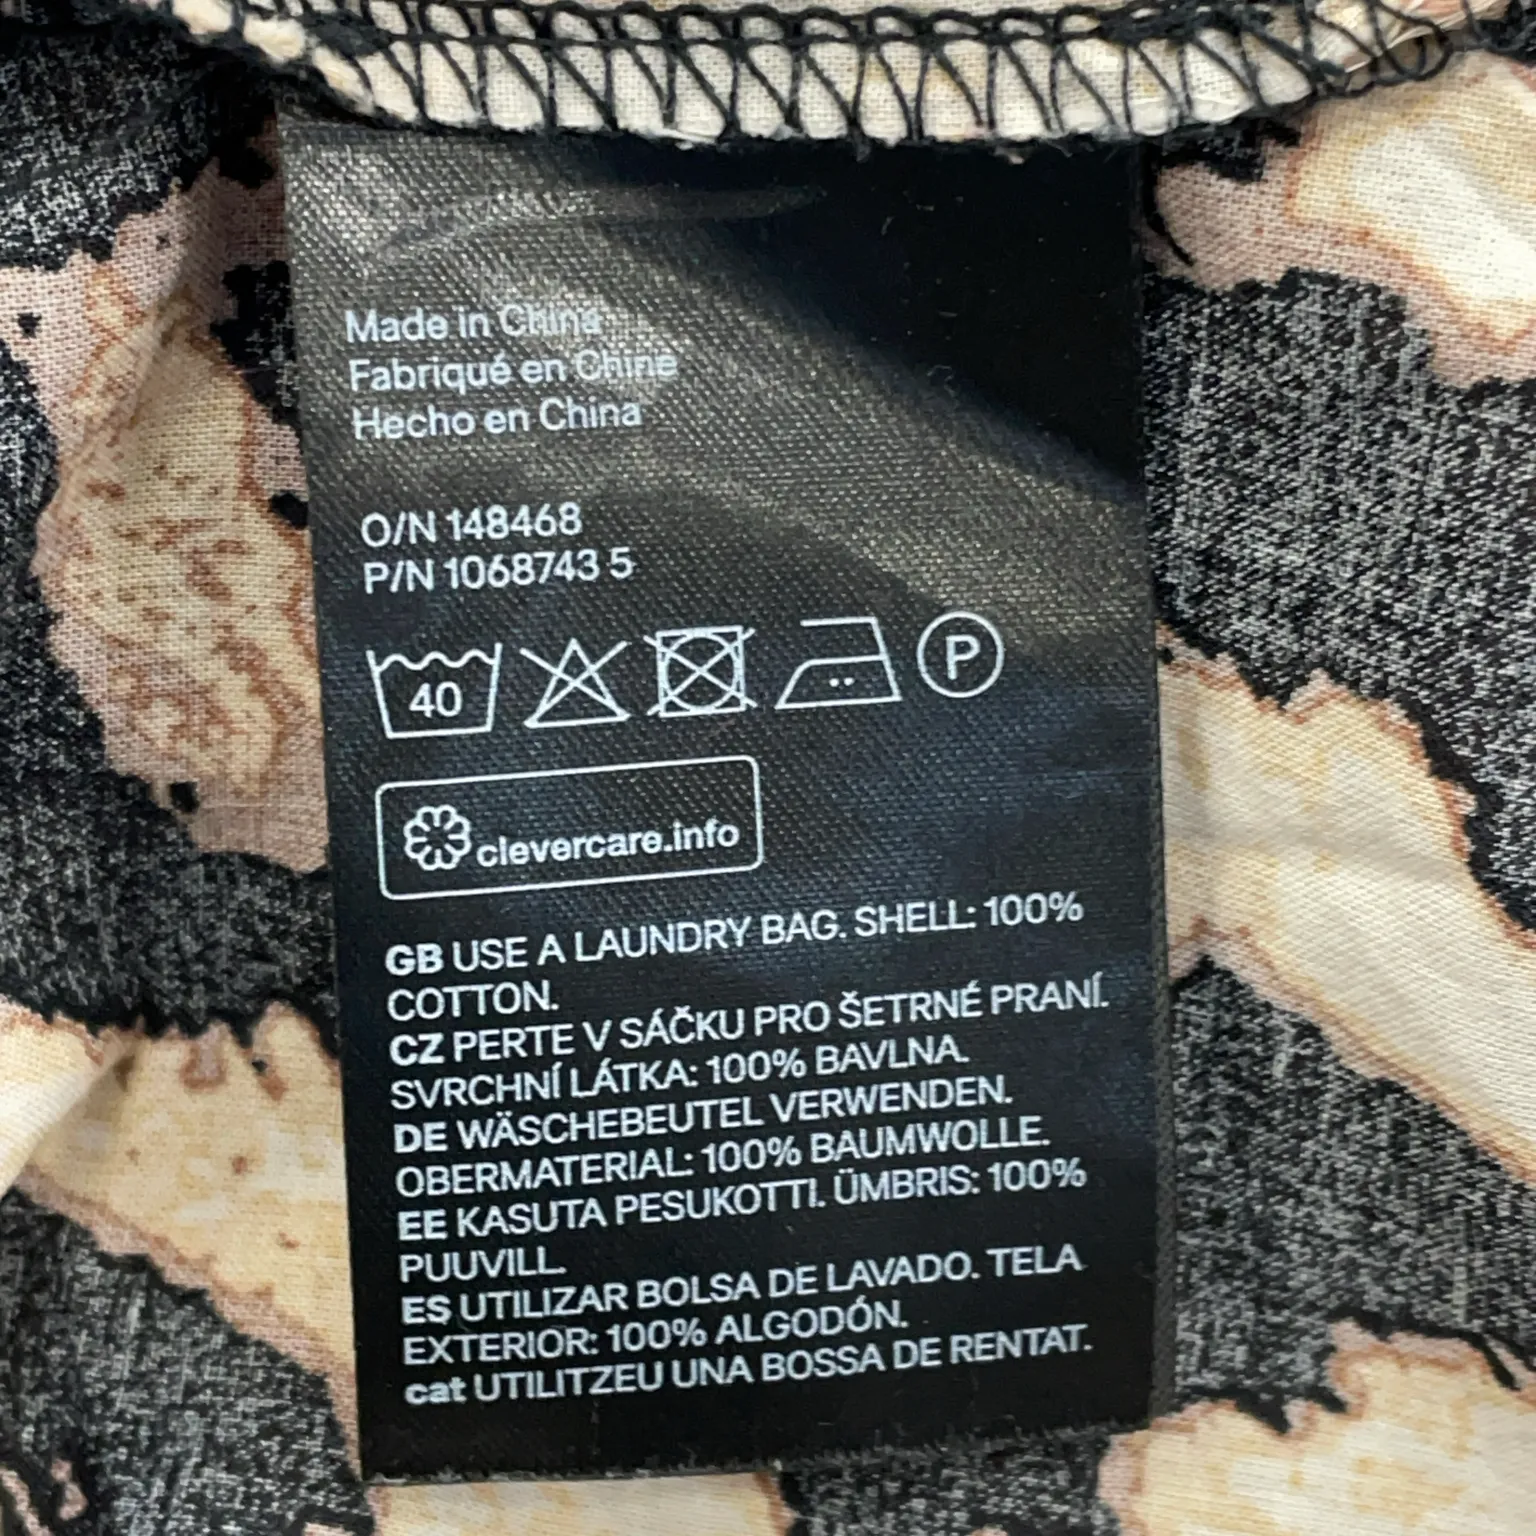 Made in China
Fabriqué en Chine
Hecho en China
O/N 148468
P/N 1068743 5
40
P
clevercare.info
GB USE A LAUNDRY BAG. SHELL: 100%
COTTON.
CZ PERTE V SÁČKU PRO ŠETRNÉ PRANÍ.
SVRCHNÍ LÁTKA: 100% BAVLNA.
DE WÄSCHEBEUTEL VERWENDEN.
OBERMATERIAL: 100% BAUMWOLLE.
EE KASUTA PESUKOTTI. ÜMBRIS: 100%
PUUVILL.
ES UTILIZAR BOLSA DE LAVADO. TELA
EXTERIOR: 100% ALGODÓN.
cat UTILITZEU UNA BOSSA DE RENTAT.